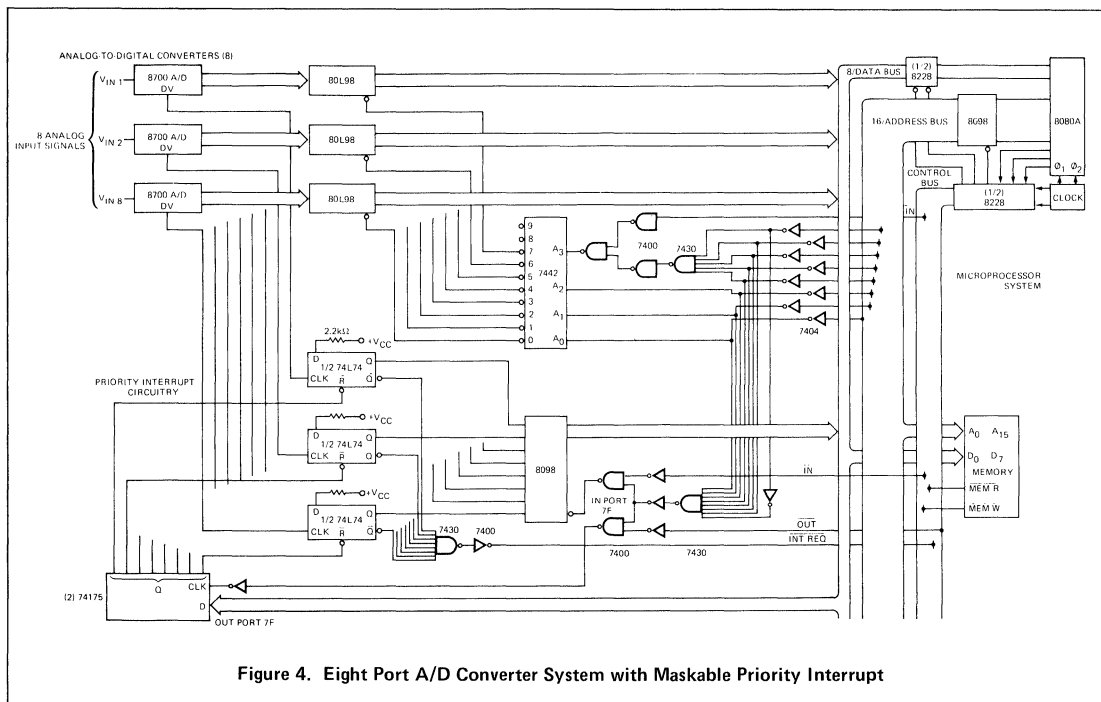 ANALOG-TO-DIGITAL CONVERTERS (8)
8 ANALOG
INPUT SIGNALS
VIN 1
8700 A/D
DV
80L98
VIN 2
8700 A/D
DV
80L98
VIN 8
8700 A/D
DV
80L98
8/DATA BUS
(1/2)
8228
16/ADDRESS BUS
8098
8080A
Ø1 Ø2
CONTROL
BUS
(1/2)
8228
CLOCK
IN
MICROPROCESSOR
SYSTEM
9
8
7
6
5
4
3
2
1
0
7442
A3
A2
A1
A0
7400
7430
7404
2.2kΩ
+VCC
D Q
1/2 74L74
CLK R Q
PRIORITY INTERRUPT
CIRCUITRY
+VCC
D Q
1/2 74L74
CLK R Q
+VCC
D Q
1/2 74L74
CLK R Q
7430
7400
8098
IN PORT
7F
7400
7430
IN
OUT
INT REQ
A0 A15
D0 D7
MEMORY
MEM R
MEM W
(2) 74175
Q
CLK
D
OUT PORT 7F
Figure 4. Eight Port A/D Converter System with Maskable Priority Interrupt